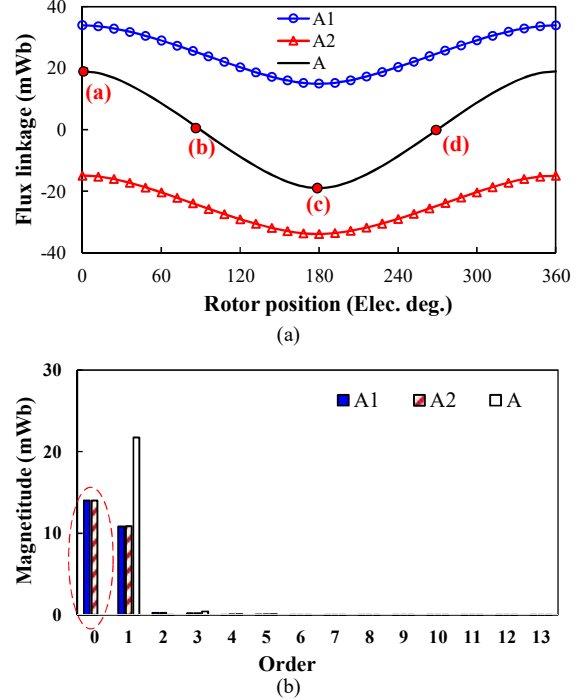 40
20
0
-20
-40
Flux linkage (mWb)
A1
A2
A
(a)
(b)
(c)
(d)
0 60 120 180 240 300 360
Rotor position (Elec. deg.)
(a)
30
20
10
0
Magnetitude (mWb)
A1 A2 A
0 1 2 3 4 5 6 7 8 9 10 11 12 13
Order
(b)